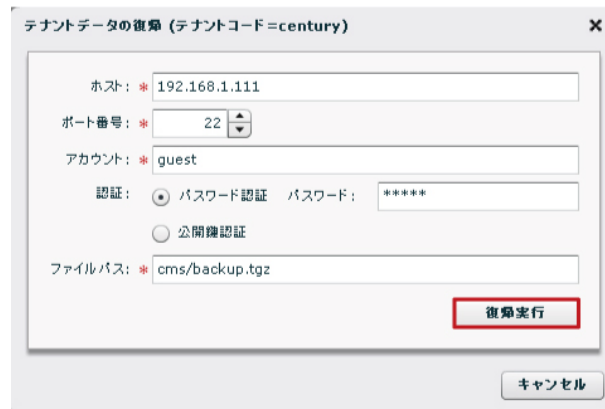 テナントデータの復帰 (テナントコード=century)
ホスト: * 192.168.1.111
ポート番号: * 22
アカウント: * guest
認証: パスワード認証 パスワード: *****
公開鍵認証
ファイルパス: * cms/backup.tgz
復帰実行
キャンセル